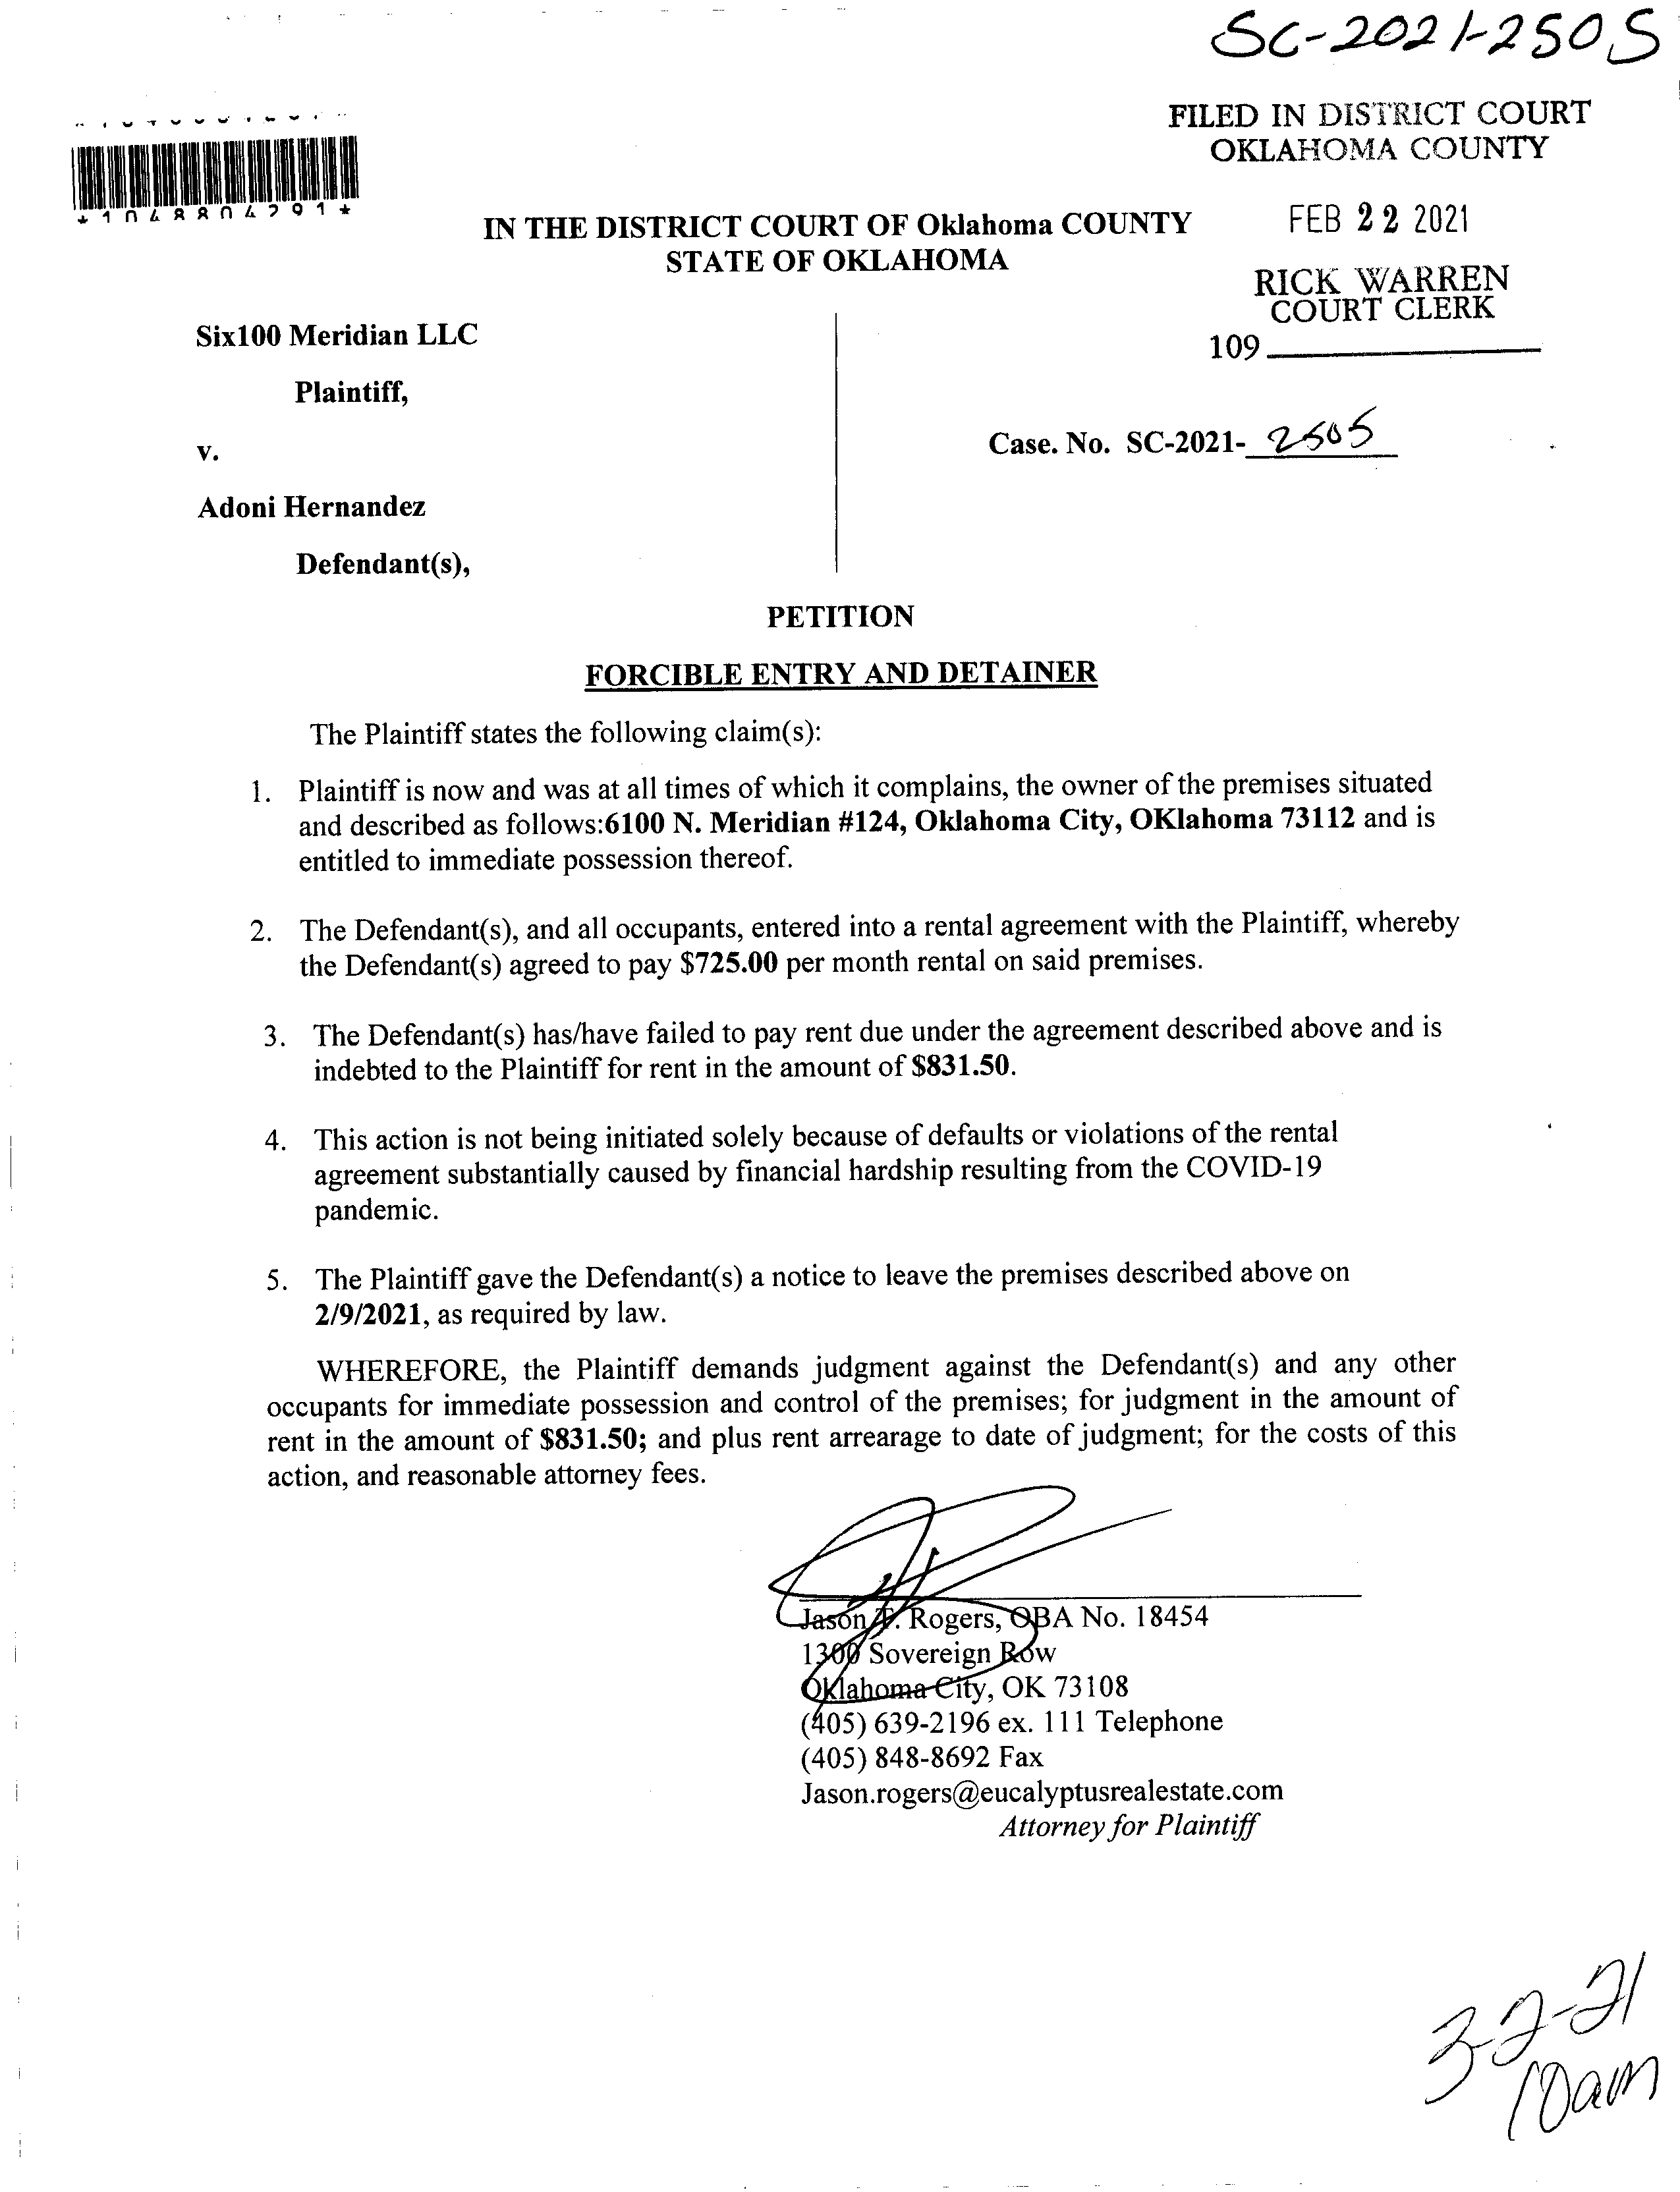 SC-2021-2505
FILED IN DISTRICT COURT
OKLAHOMA COUNTY
*1048804291*
FEB 22 2021
IN THE DISTRICT COURT OF Oklahoma COUNTY
STATE OF OKLAHOMA
RICK WARREN
COURT CLERK
109
Six100 Meridian LLC
Plaintiff,
Case. No. SC-2021- 2505
v.
Adoni Hernandez
Defendant(s),
PETITION
FORCIBLE ENTRY AND DETAINER
The Plaintiff states the following claim(s):
1. Plaintiff is now and was at all times of which it complains, the owner of the premises situated
and described as follows:6100 N. Meridian #124, Oklahoma City, OKlahoma 73112 and is
entitled to immediate possession thereof.
2. The Defendant(s), and all occupants, entered into a rental agreement with the Plaintiff, whereby
the Defendant(s) agreed to pay $725.00 per month rental on said premises.
3. The Defendant(s) has/have failed to pay rent due under the agreement described above and is
indebted to the Plaintiff for rent in the amount of $831.50.
4. This action is not being initiated solely because of defaults or violations of the rental
agreement substantially caused by financial hardship resulting from the COVID-19
pandemic.
5. The Plaintiff gave the Defendant(s) a notice to leave the premises described above on
2/9/2021, as required by law.
WHEREFORE, the Plaintiff demands judgment against the Defendant(s) and any other
occupants for immediate possession and control of the premises; for judgment in the amount of
rent in the amount of $831.50; and plus rent arrearage to date of judgment; for the costs of this
action, and reasonable attorney fees.
Jason T. Rogers, OBA No. 18454
1300 Sovereign Row
Oklahoma City, OK 73108
(405) 639-2196 ex. 111 Telephone
(405) 848-8692 Fax
Jason.rogers@eucalyptusrealestate.com
Attorney for Plaintiff
3-2-21
10am